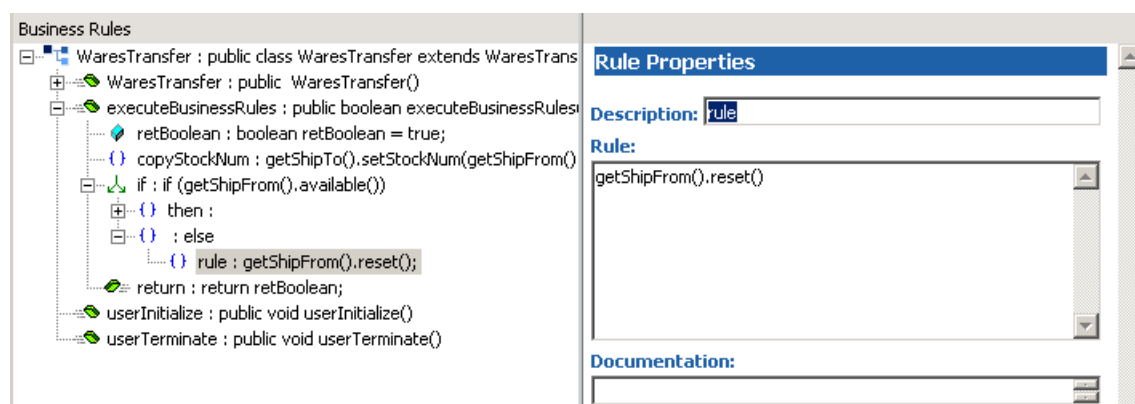 Business Rules
WaresTransfer : public class WaresTransfer extends WaresTrans
WaresTransfer : public WaresTransfer()
executeBusinessRules : public boolean executeBusinessRules
retBoolean : boolean retBoolean = true;
{} copyStockNum : getShipTo().setStockNum(getShipFrom()
if : if (getShipFrom().available())
{} then :
{} : else
{} rule : getShipFrom().reset();
return : return retBoolean;
userInitialize : public void userInitialize()
userTerminate : public void userTerminate()
Rule Properties
Description: rule
Rule:
getShipFrom().reset()
Documentation: